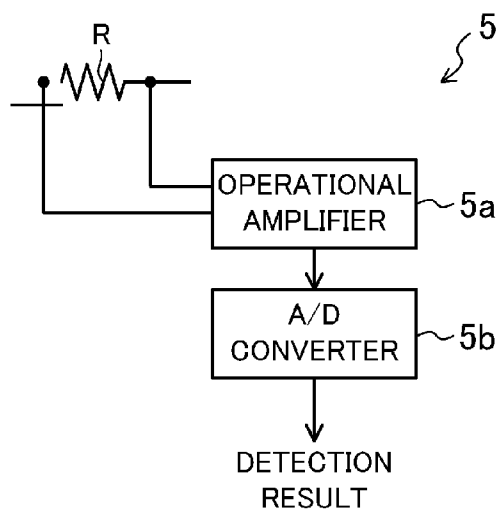 5
R
OPERATIONAL
AMPLIFIER
5a
A/D
CONVERTER
5b
DETECTION
RESULT